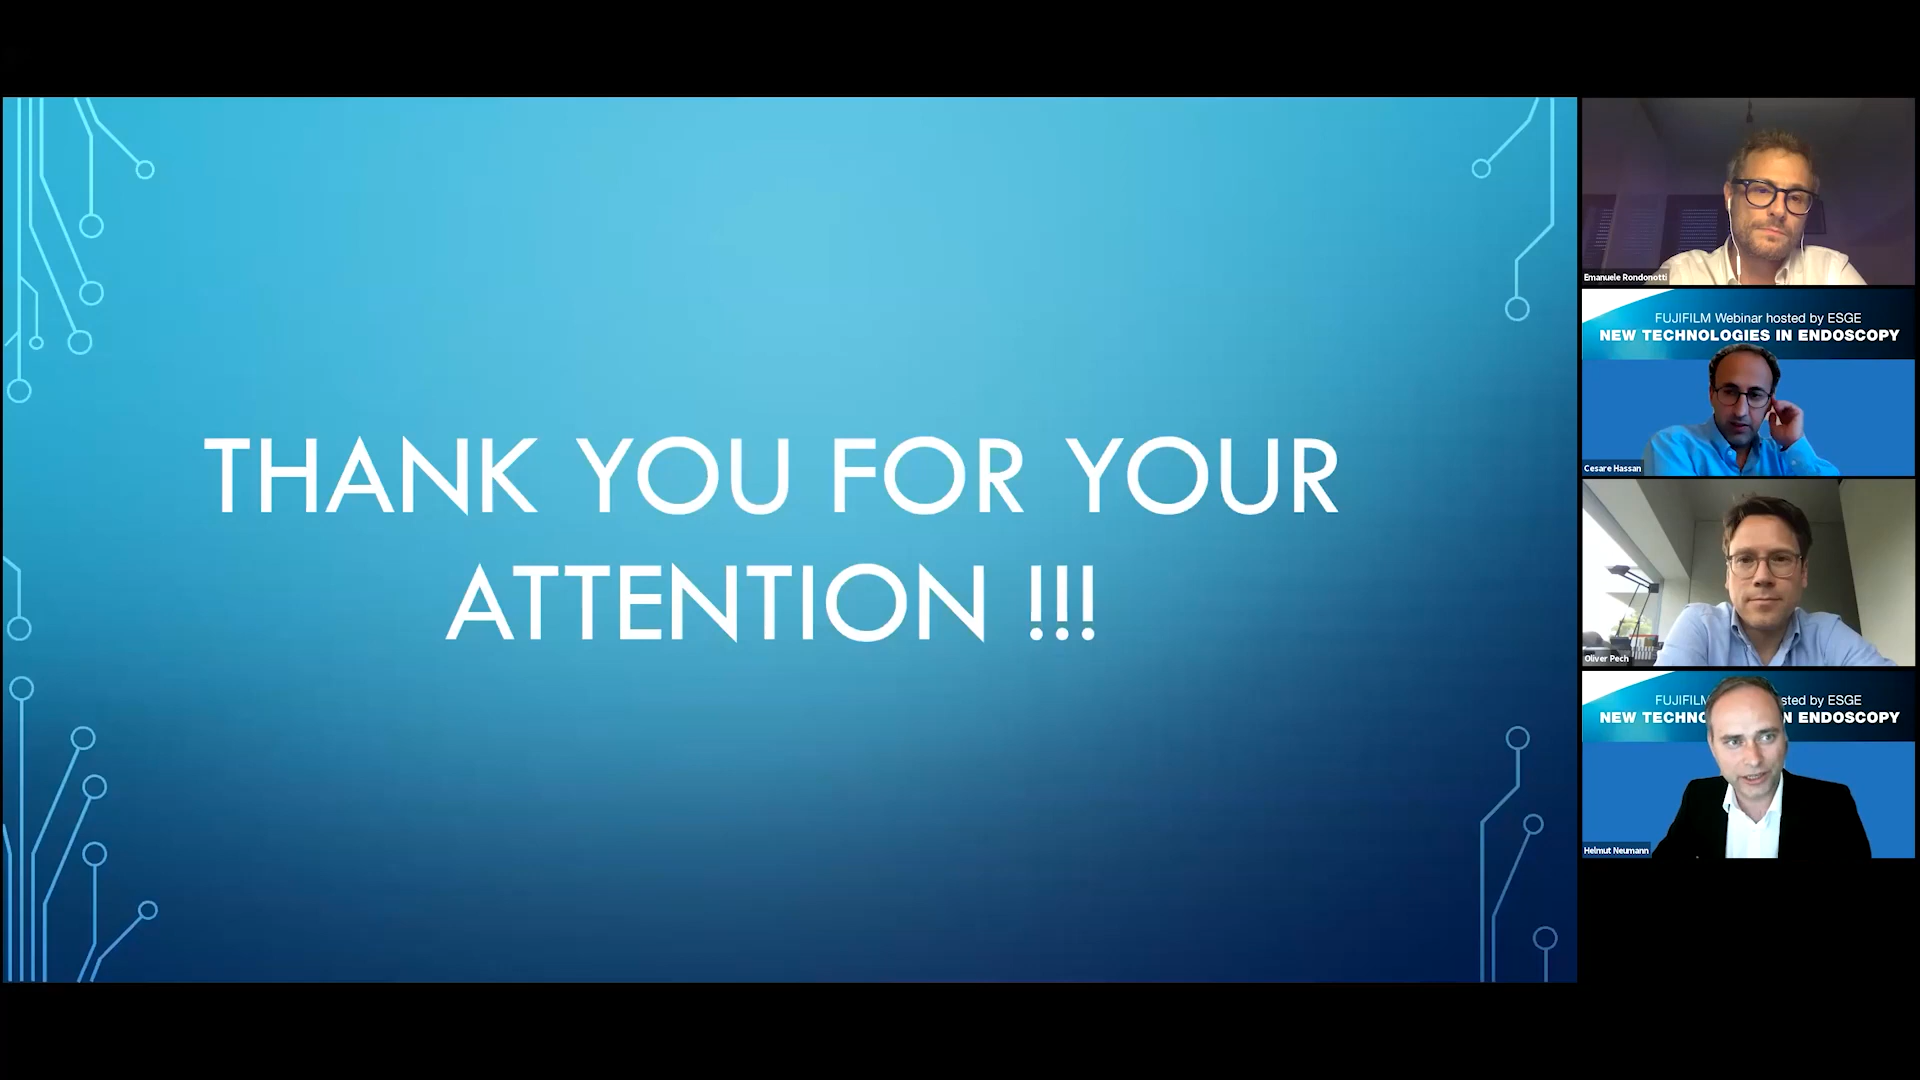 THANK YOU FOR YOUR
ATTENTION !!!
Emanuele Rondonotti
FUJIFILM Webinar hosted by ESGE
NEW TECHNOLOGIES IN ENDOSCOPY
Cesare Hassan
Oliver Pech
FUJIFILM sted by ESGE
NEW TECHNO N ENDOSCOPY
Helmut Neumann